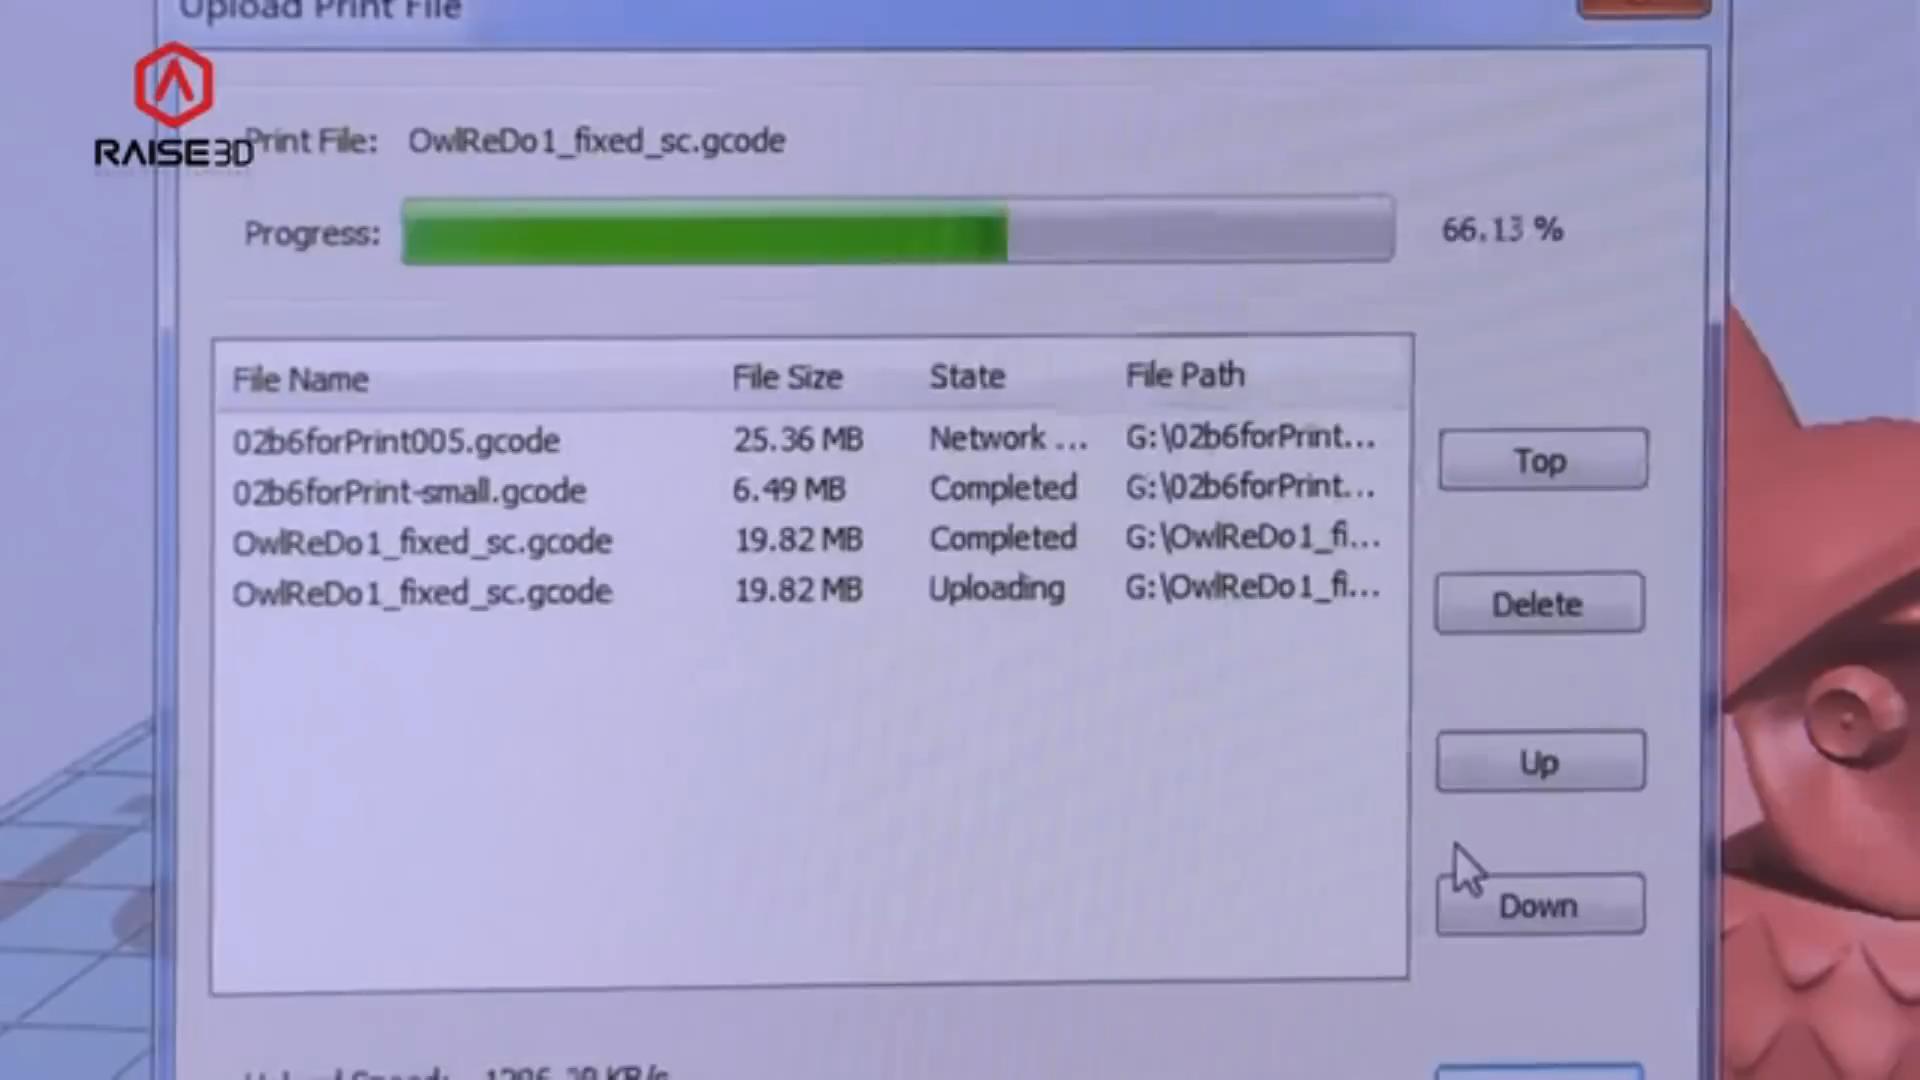 Upload Print File
RAISE3D
Print File: OwlReDo1_fixed_sc.gcode
Progress: 66.13 %
File Name File Size State File Path
02b6forPrint005.gcode 25.36 MB Network ... G:\02b6forPrint...
02b6forPrint-small.gcode 6.49 MB Completed G:\02b6forPrint...
OwlReDo1_fixed_sc.gcode 19.82 MB Completed G:\OwlReDo1_fi...
OwlReDo1_fixed_sc.gcode 19.82 MB Uploading G:\OwlReDo1_fi...
Top
Delete
Up
Down